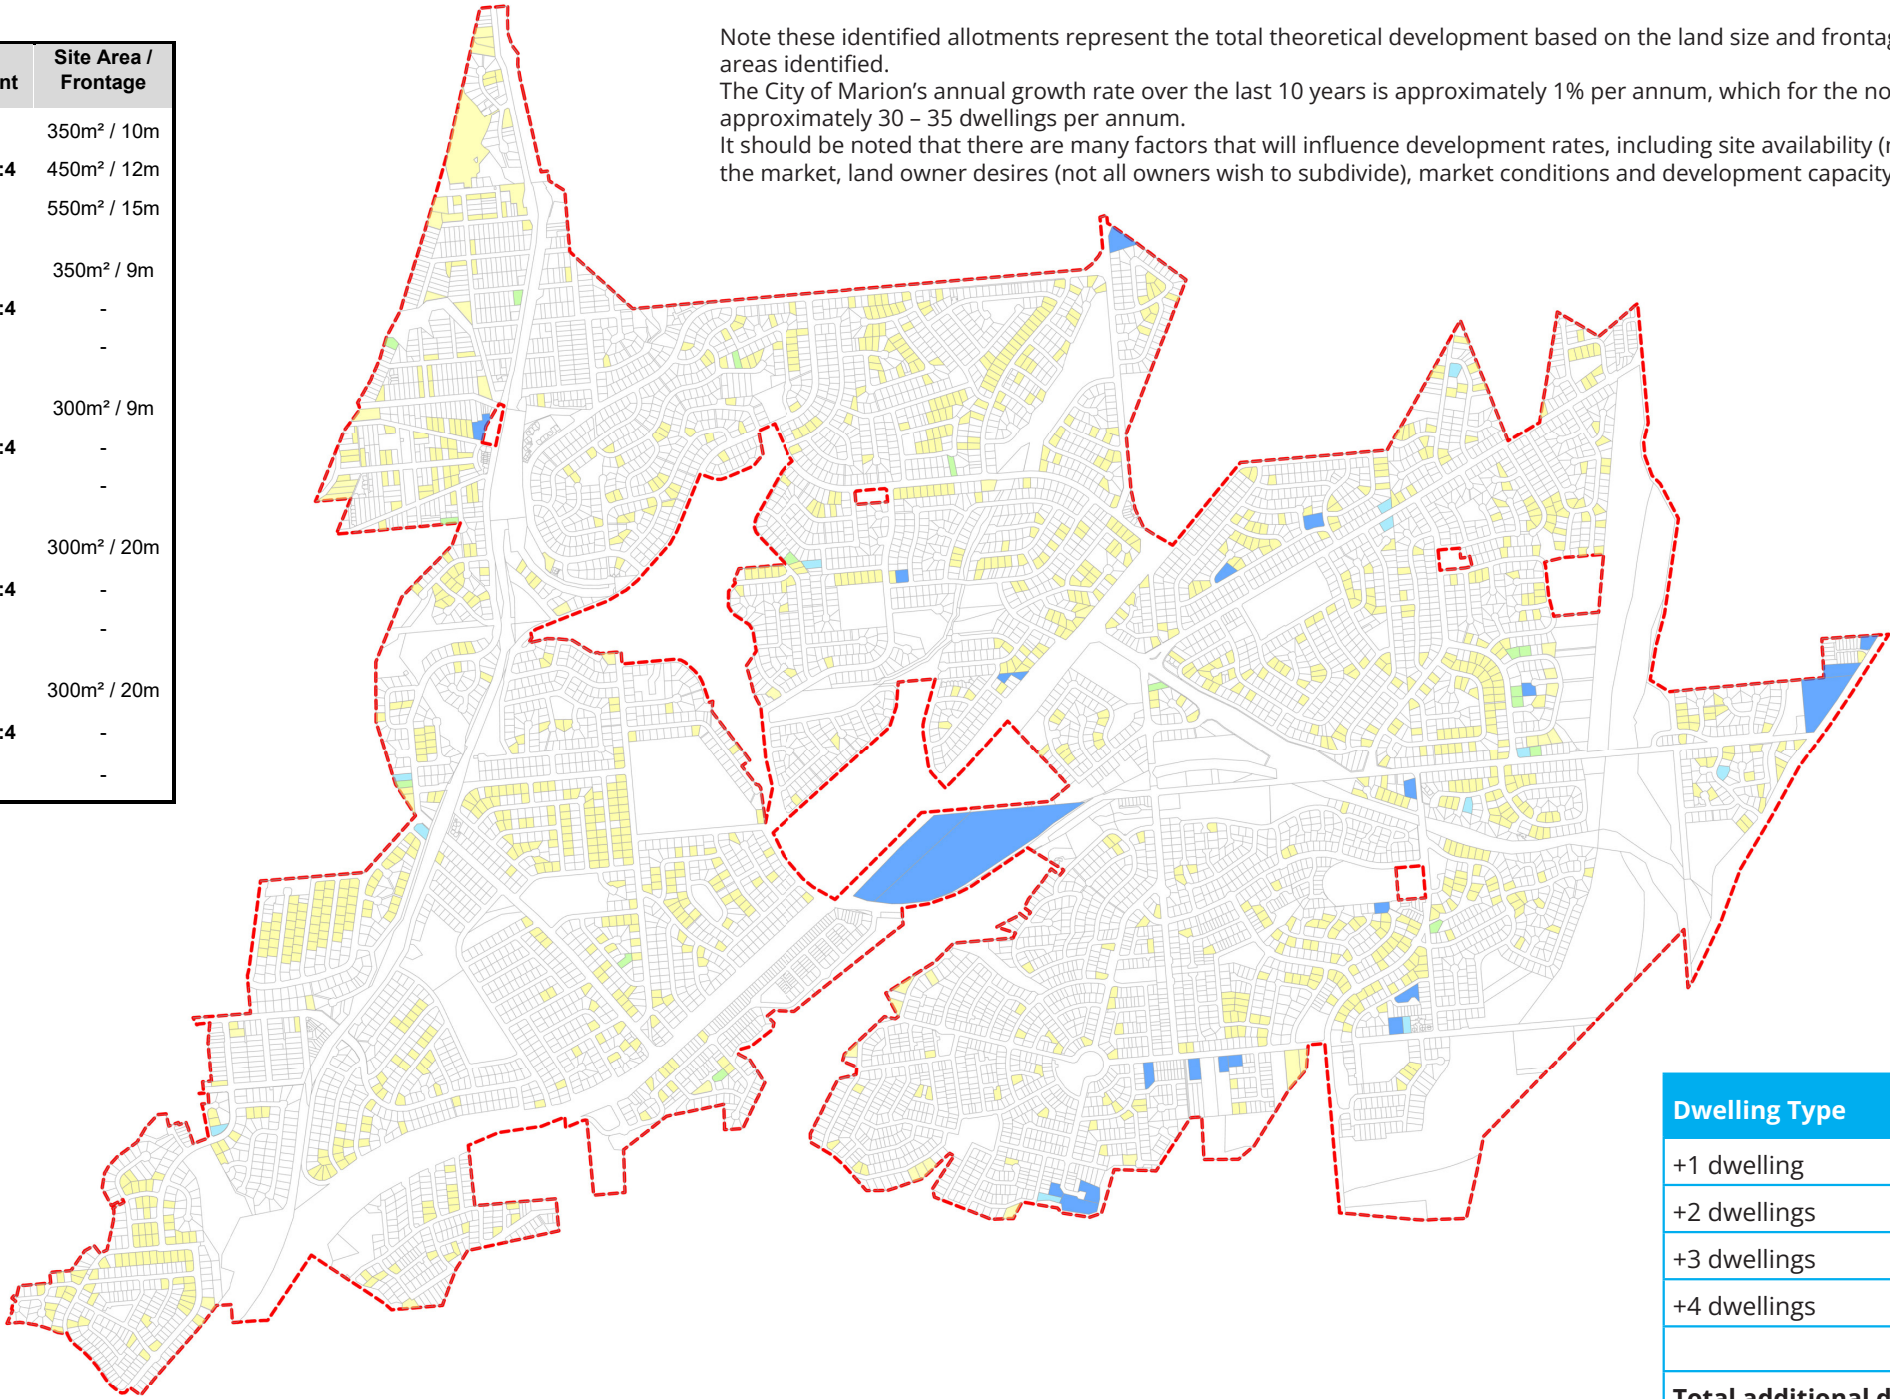 Site Area /
nt Frontage
350m² / 10m
:4 450m² / 12m
550m² / 15m
350m² / 9m
:4 -
-
300m² / 9m
:4 -
-
300m² / 20m
:4 -
-
300m² / 20m
:4 -
-
Note these identified allotments represent the total theoretical development based on the land size and frontag
areas identified.
The City of Marion’s annual growth rate over the last 10 years is approximately 1% per annum, which for the no
approximately 30 – 35 dwellings per annum.
It should be noted that there are many factors that will influence development rates, including site availability (n
the market, land owner desires (not all owners wish to subdivide), market conditions and development capacity
Dwelling Type
+1 dwelling
+2 dwellings
+3 dwellings
+4 dwellings
Total additional d